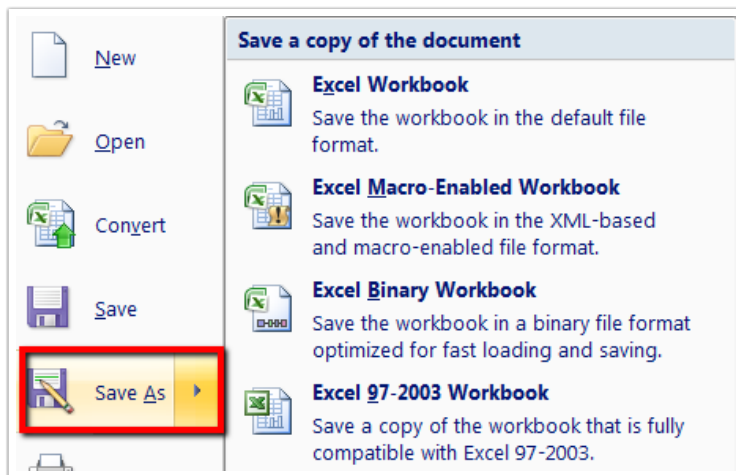 New
Open
Convert
Save
Save As
Save a copy of the document
Excel Workbook
Save the workbook in the default file
format.
Excel Macro-Enabled Workbook
Save the workbook in the XML-based
and macro-enabled file format.
Excel Binary Workbook
Save the workbook in a binary file format
optimized for fast loading and saving.
Excel 97-2003 Workbook
Save a copy of the workbook that is fully
compatible with Excel 97-2003.